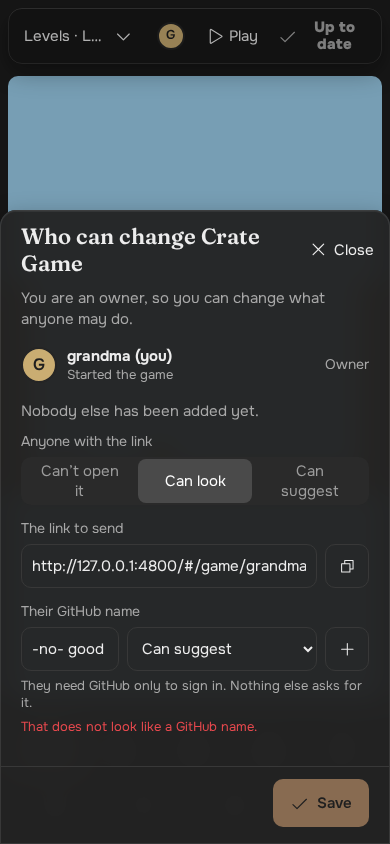 Levels · L...
G
Play
Up to
date
Who can change Crate
Game
Close
You are an owner, so you can change what
anyone may do.
G
grandma (you)
Started the game
Owner
Nobody else has been added yet.
Anyone with the link
Can't open
it
Can look
Can
suggest
The link to send
http://127.0.0.1:4800/#/game/grandma
Their GitHub name
-no- good
Can suggest
They need GitHub only to sign in. Nothing else asks for
it.
That does not look like a GitHub name.
Save